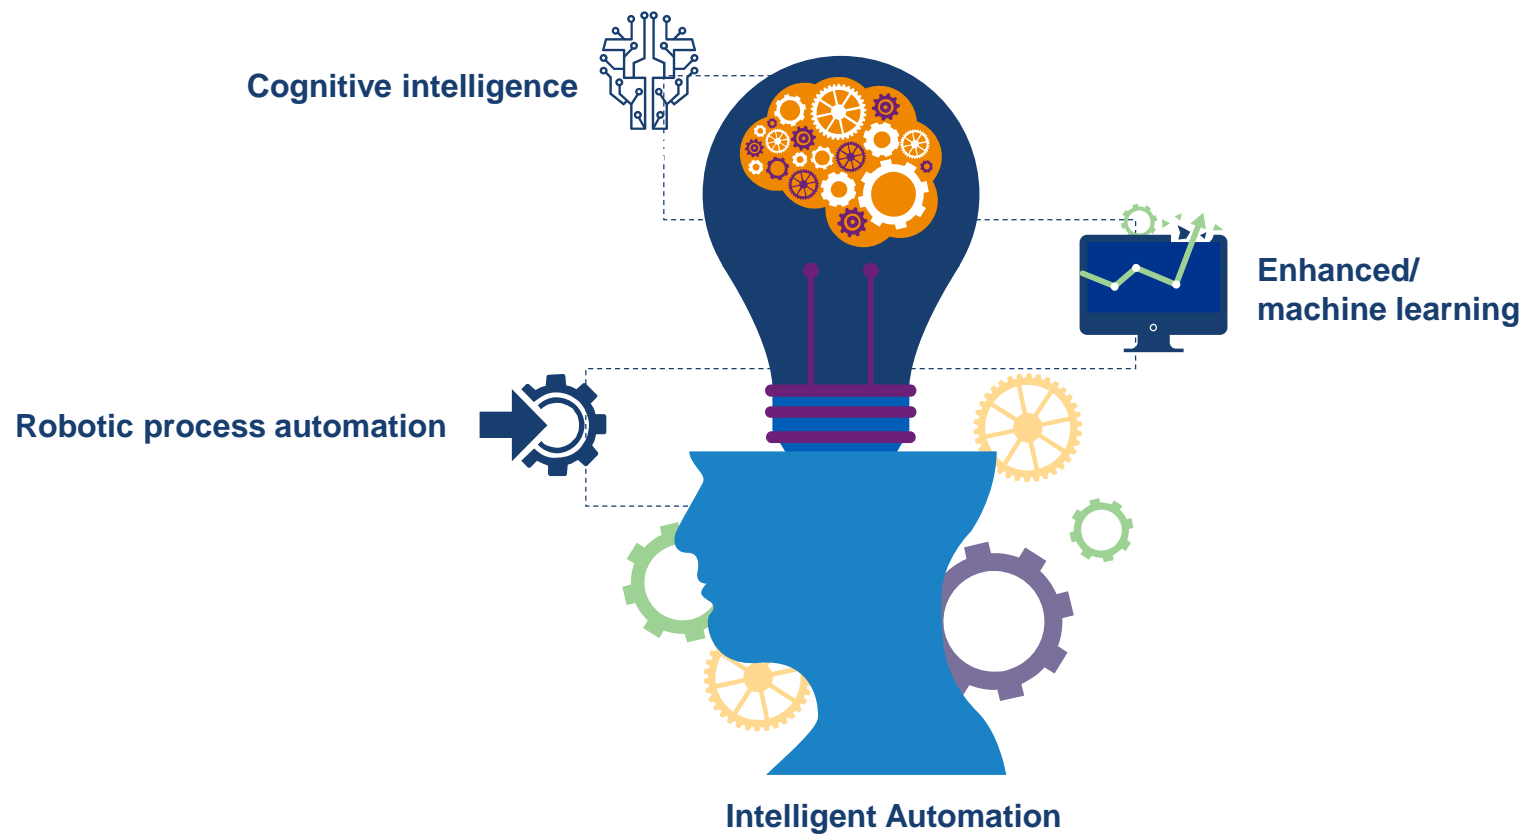 Cognitive intelligence
Enhanced/
machine learning
Robotic process automation
Intelligent Automation